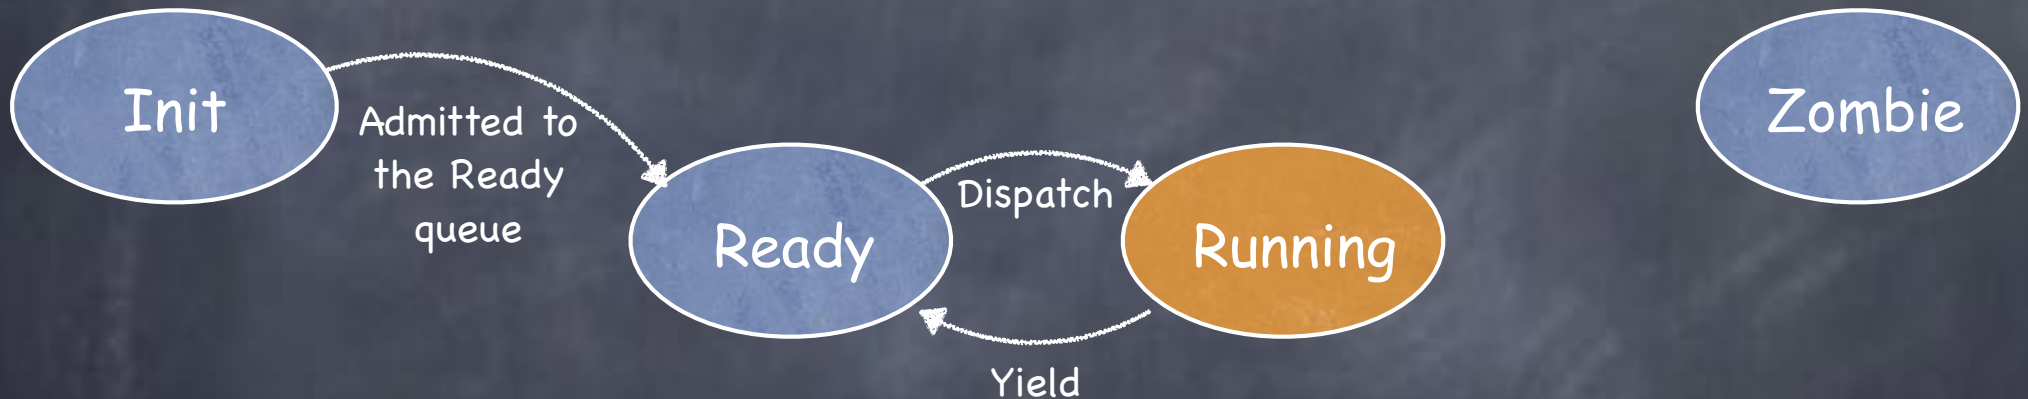 Init
Admitted to
the Ready
queue
Ready
Dispatch
Running
Yield
Zombie